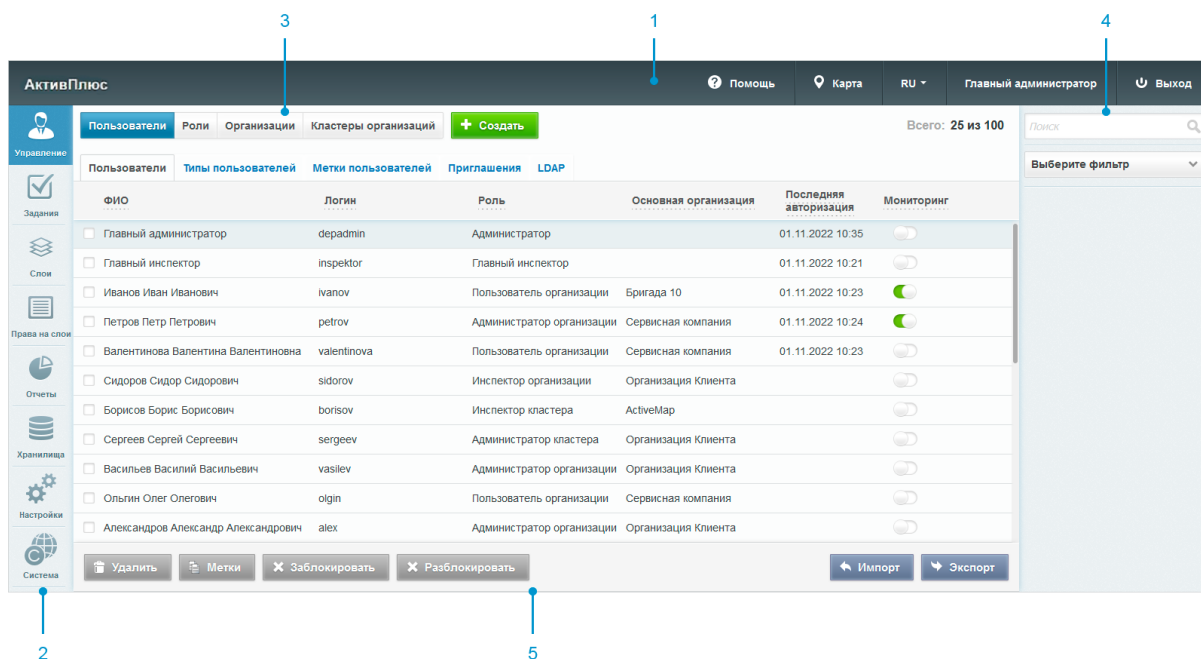 3 1 4
АктивПлюс ? Помощь Карта RU Главный администратор Выход
Управление
Задания
Слои
Права на слои
Отчеты
Хранилища
Настройки
Система
Пользователи Роли Организации Кластеры организаций + Создать Всего: 25 из 100
Поиск
Выберите фильтр
Пользователи Типы пользователей Метки пользователей Приглашения LDAP
ФИО Логин Роль Основная организация Последняя авторизация Мониторинг
Главный администратор depadmin Администратор 01.11.2022 10:35
Главный инспектор inspektor Главный инспектор 01.11.2022 10:21
Иванов Иван Иванович ivanov Пользователь организации Бригада 10 01.11.2022 10:23
Петров Петр Петрович petrov Администратор организации Сервисная компания 01.11.2022 10:24
Валентинова Валентина Валентиновна valentinova Пользователь организации Сервисная компания 01.11.2022 10:23
Сидоров Сидор Сидорович sidorov Инспектор организации Организация Клиента
Борисов Борис Борисович borisov Инспектор кластера ActiveMap
Сергеев Сергей Сергеевич sergeev Администратор кластера Организация Клиента
Васильев Василий Васильевич vasilev Администратор организации Организация Клиента
Ольгин Олег Олегович olgin Пользователь организации Сервисная компания
Александров Александр Александрович alex Администратор организации Организация Клиента
Удалить Метки Заблокировать Разблокировать Импорт Экспорт
2 5